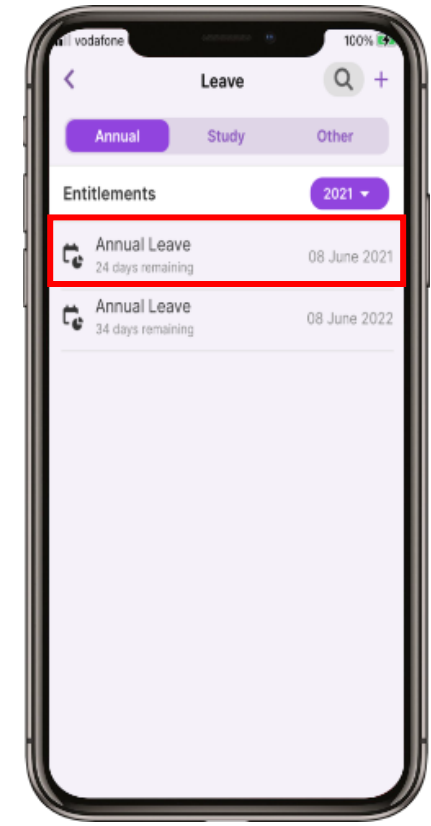 vodafone 100%
Leave
Annual Study Other
Entitlements 2021
Annual Leave
24 days remaining 08 June 2021
Annual Leave
34 days remaining 08 June 2022